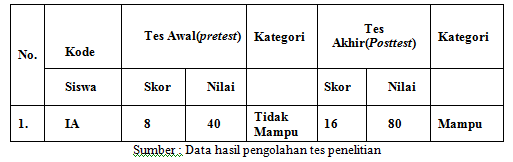 No. Kode Tes Awal(pretest) Kategori Tes Akhir(Posttest) Kategori
Siswa Skor Nilai Skor Nilai
1. IA 8 40 Tidak Mampu 16 80 Mampu
Sumber : Data hasil pengolahan tes penelitian